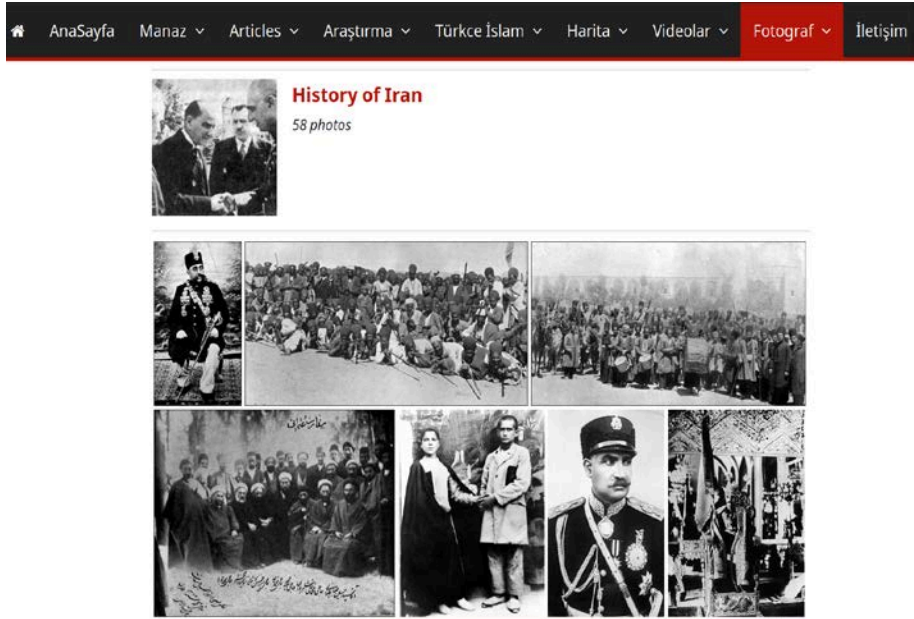 AnaSayfa Manaz Articles Araştırma Türkce İslam Harita Videolar Fotograf İletişim
History of Iran
58 photos